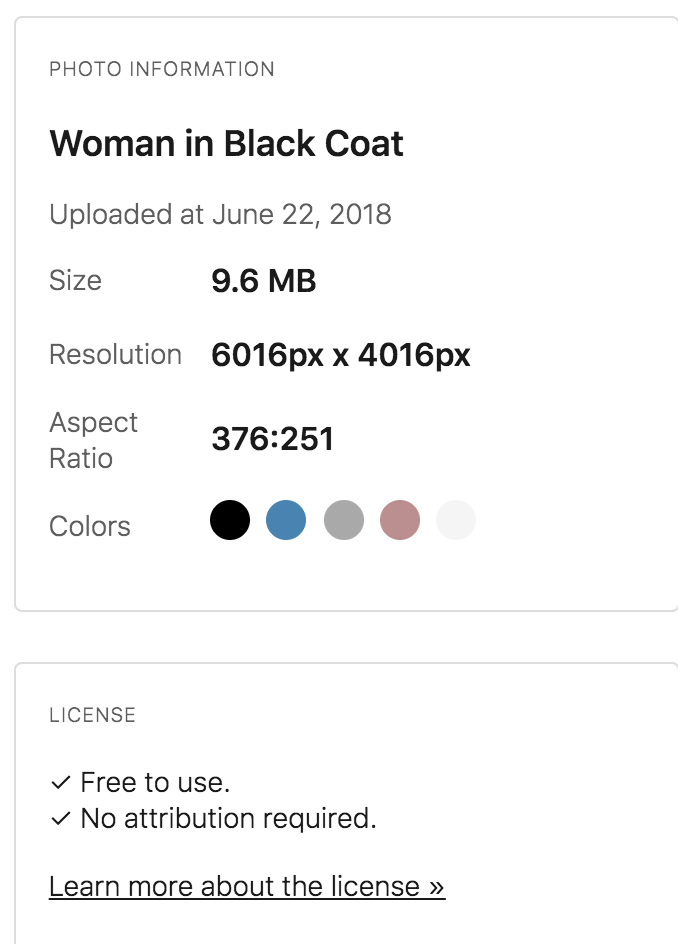 PHOTO INFORMATION
Woman in Black Coat
Uploaded at June 22, 2018
Size 9.6 MB
Resolution 6016px x 4016px
Aspect
Ratio 376:251
Colors
LICENSE
✓ Free to use.
✓ No attribution required.
Learn more about the license »